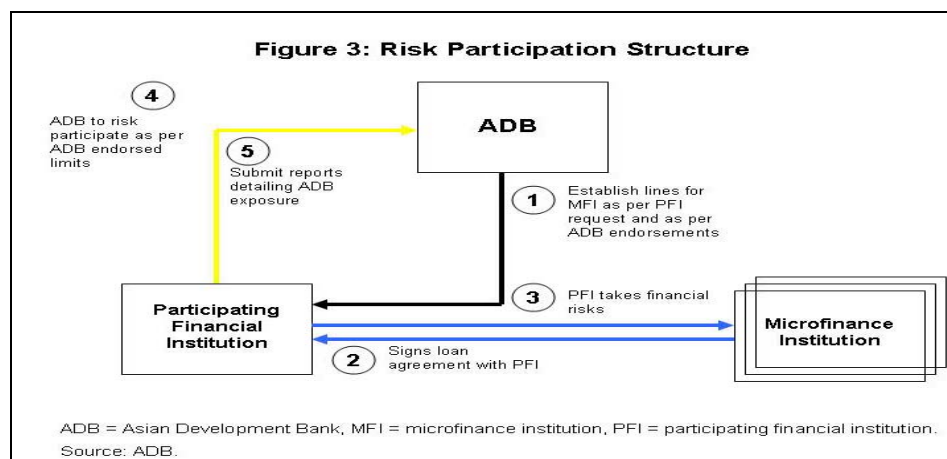 Figure 3: Risk Participation Structure
4
ADB to risk
participate as per
ADB endorsed
limits
5
Submit reports
detailing ADB
exposure
ADB
1
Establish lines for
MFI as per PFI
request and as per
ADB endorsements
Participating
Financial
Institution
3
PFI takes financial
risks
2
Signs loan
agreement with PFI
Microfinance
Institution
ADB = Asian Development Bank, MFI = microfinance institution, PFI = participating financial institution.
Source: ADB.